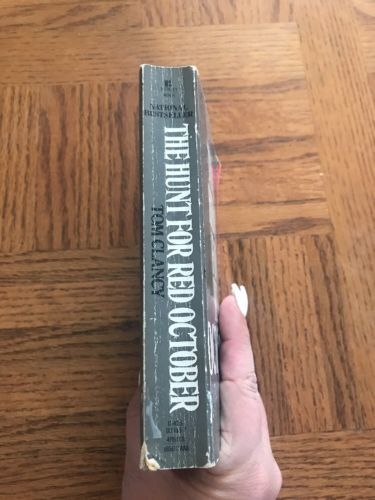 NATIONAL
BESTSELLER
THE HUNT FOR RED OCTOBER
TOM CLANCY